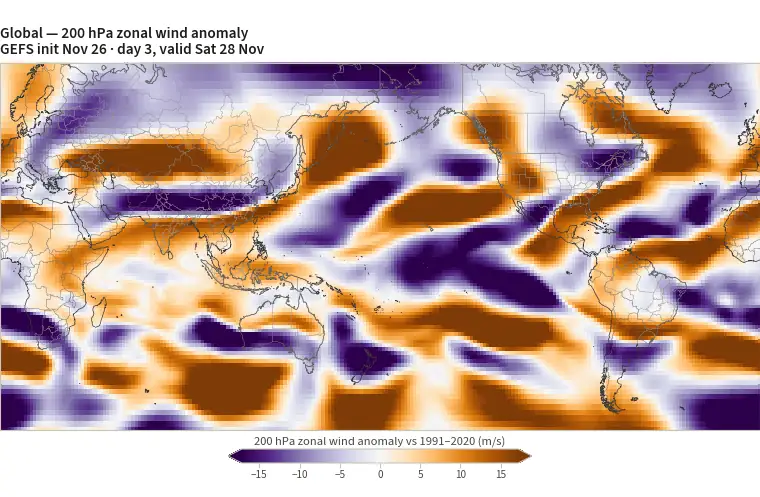 Global — 200 hPa zonal wind anomaly
GEFS init Nov 26 · day 3, valid Sat 28 Nov
200 hPa zonal wind anomaly vs 1991–2020 (m/s)
−15 −10 −5 0 5 10 15